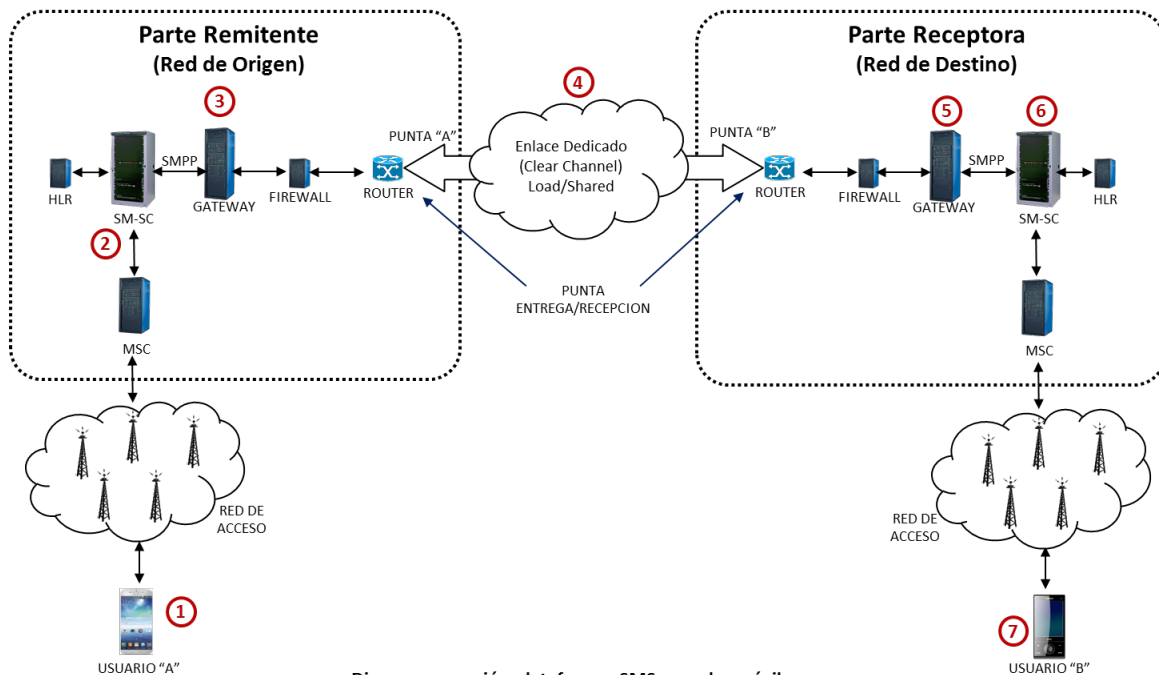 Parte Remitente
(Red de Origen)
Parte Receptora
(Red de Destino)
4
3
5
6
PUNTA “A”
PUNTA “B”
Enlace Dedicado
(Clear Channel)
Load/Shared
SMPP
SMPP
HLR
SM-SC
GATEWAY
FIREWALL
ROUTER
ROUTER
FIREWALL
GATEWAY
SM-SC
HLR
2
PUNTA
ENTREGA/RECEPCION
MSC
MSC
RED DE
ACCESO
RED DE
ACCESO
1
7
USUARIO “A”
USUARIO “B”